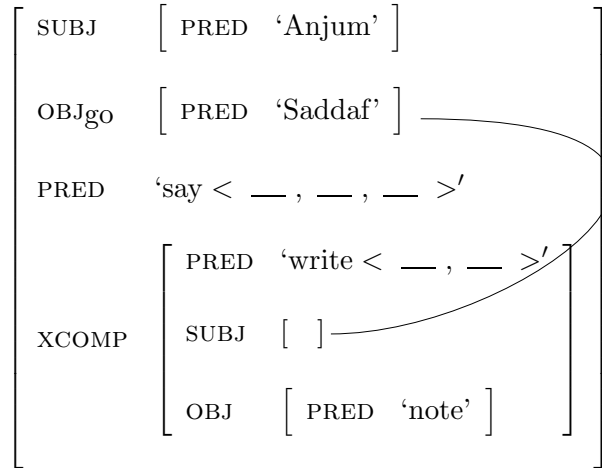 SUBJ [ PRED ‘Anjum’ ]
OBJgo [ PRED ‘Saddaf’ ]
PRED ‘say < __ , __ , __ >′
PRED ‘write < __ , __ >′
XCOMP SUBJ [ ]
OBJ [ PRED ‘note’ ]